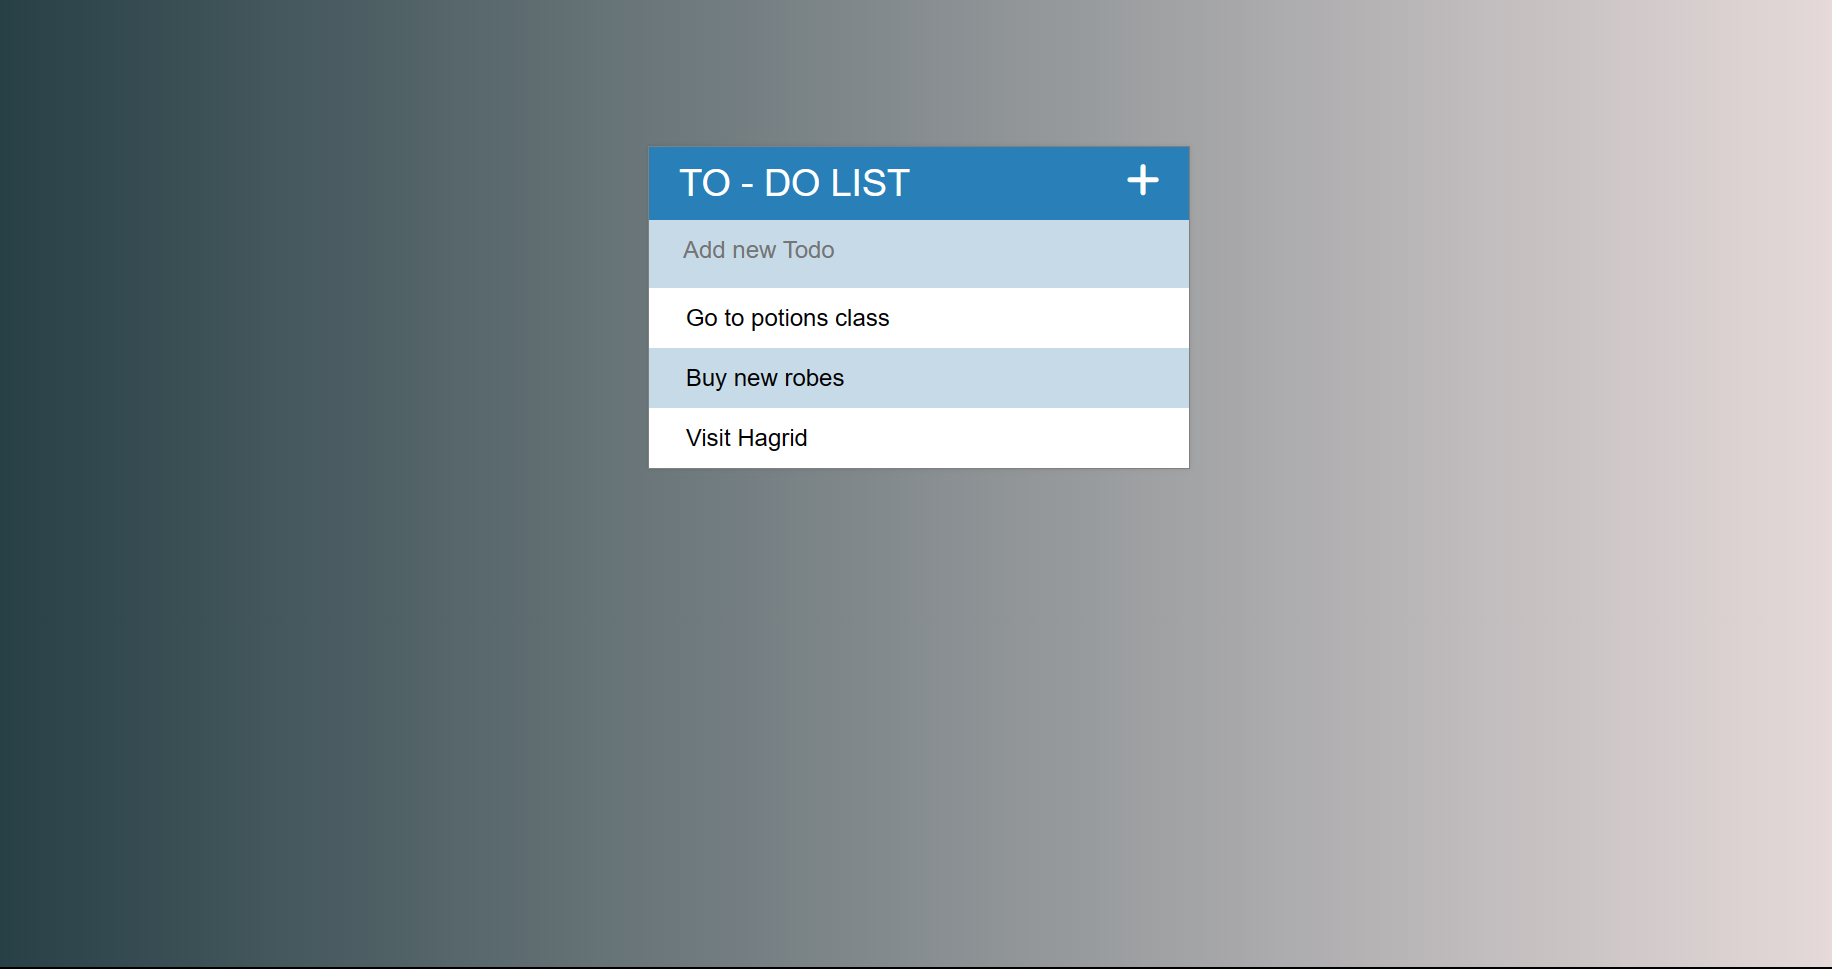 TO - DO LIST
Add new Todo
Go to potions class
Buy new robes
Visit Hagrid